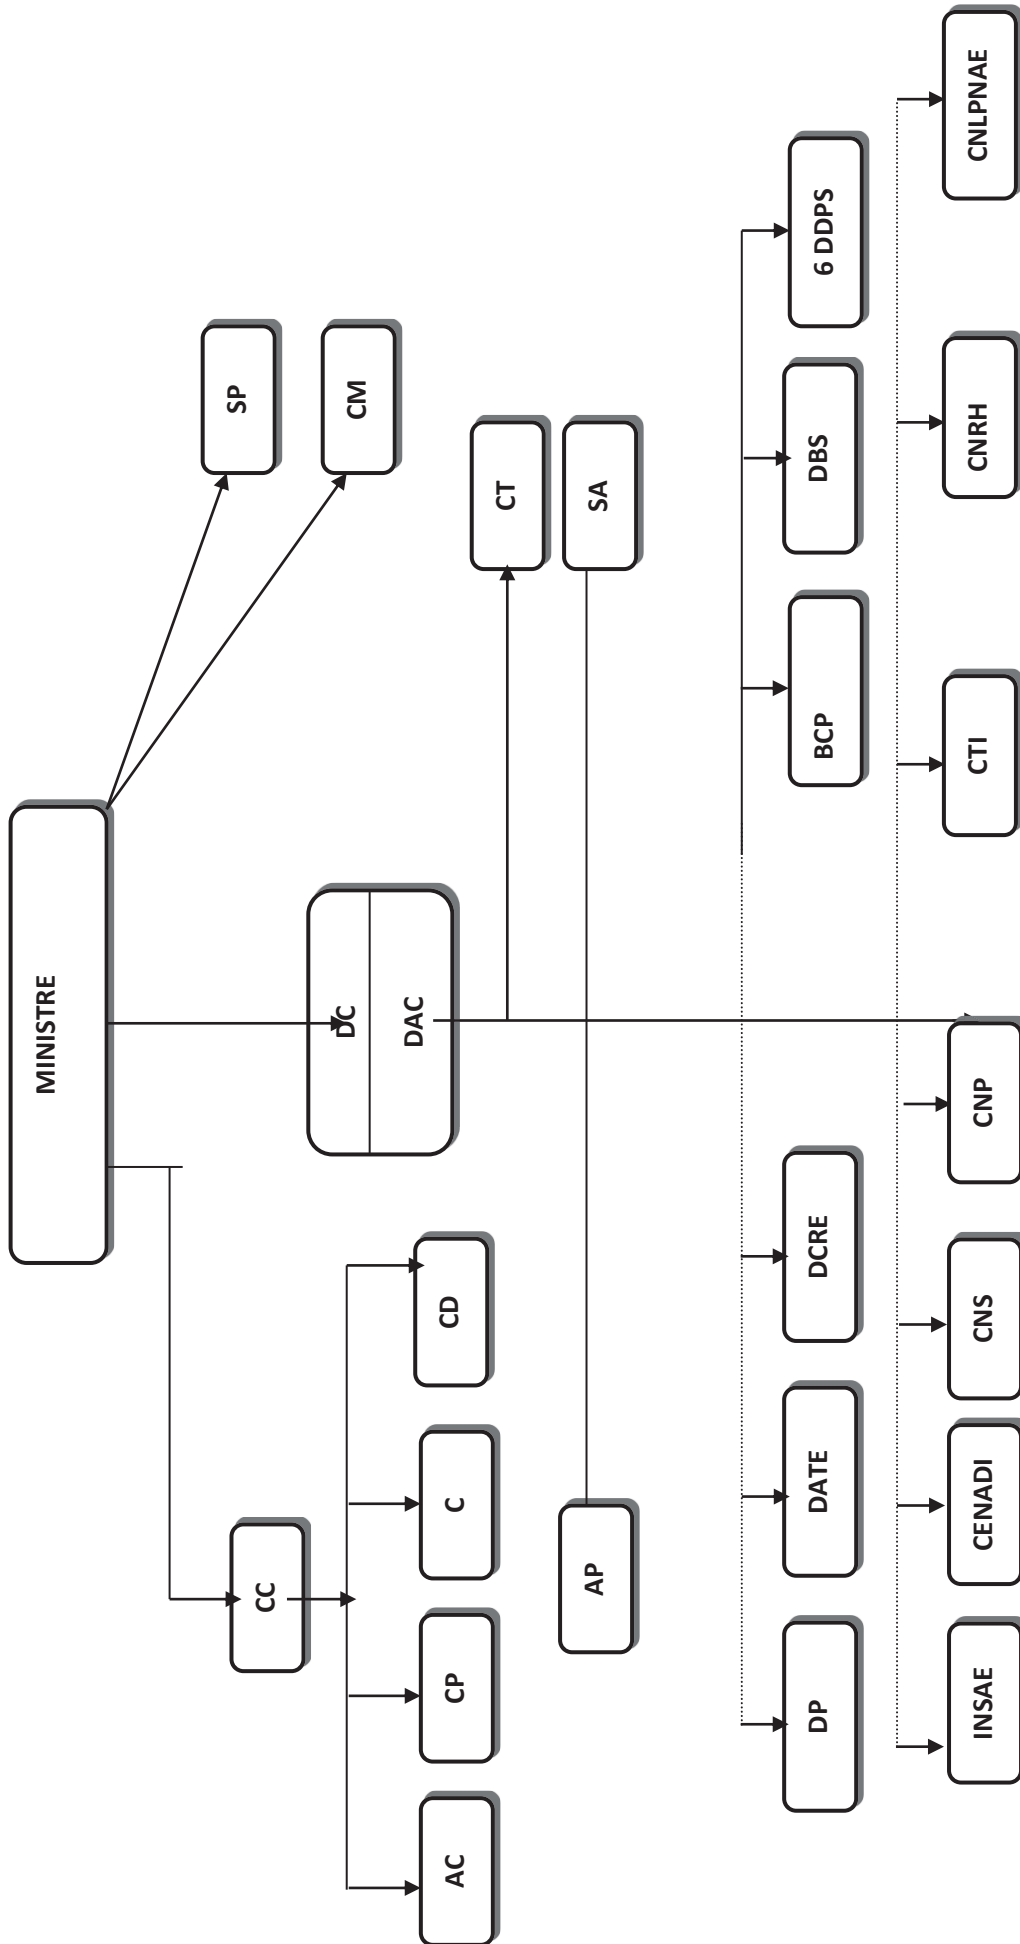 MINISTRE
SP
CM
CC
DC
DAC
AC
CP
C
CD
CT
AP
SA
DP
DATE
DCRE
BCP
DBS
6 DDPS
INSAE
CENADI
CNS
CNP
CTI
CNRH
CNLPNAE